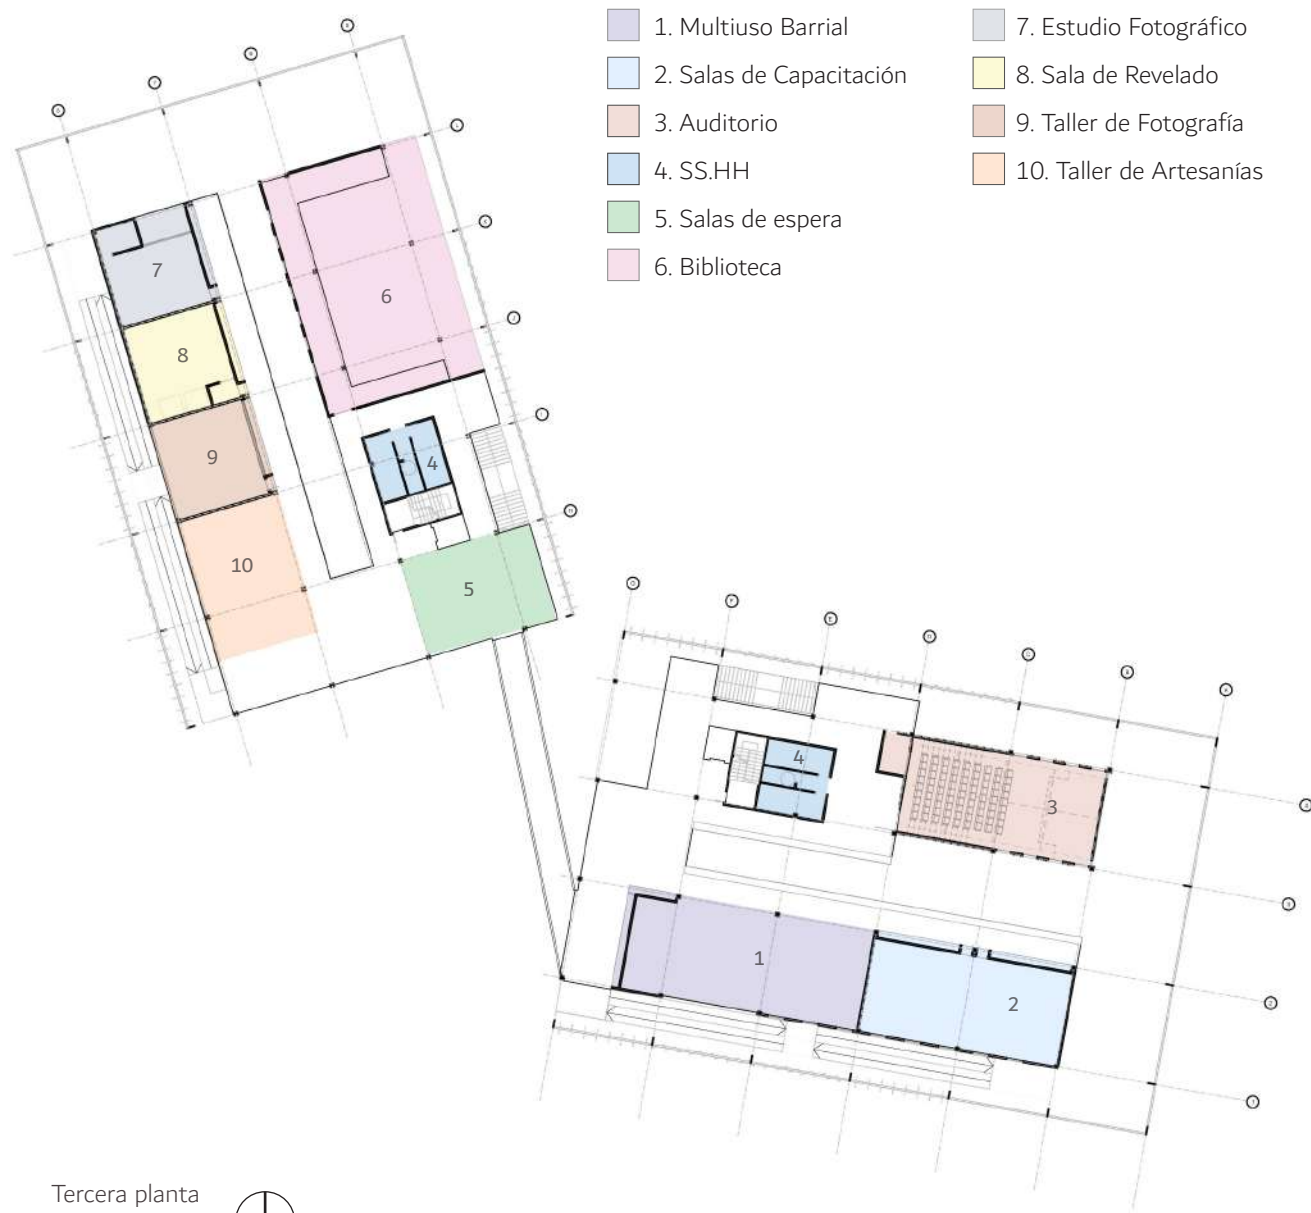 1. Multiuso Barrial
2. Salas de Capacitación
3. Auditorio
4. SS.HH
5. Salas de espera
6. Biblioteca
7. Estudio Fotográfico
8. Sala de Revelado
9. Taller de Fotografía
10. Taller de Artesanías
7
6
8
9
4
10
5
4
3
1
2
Tercera planta